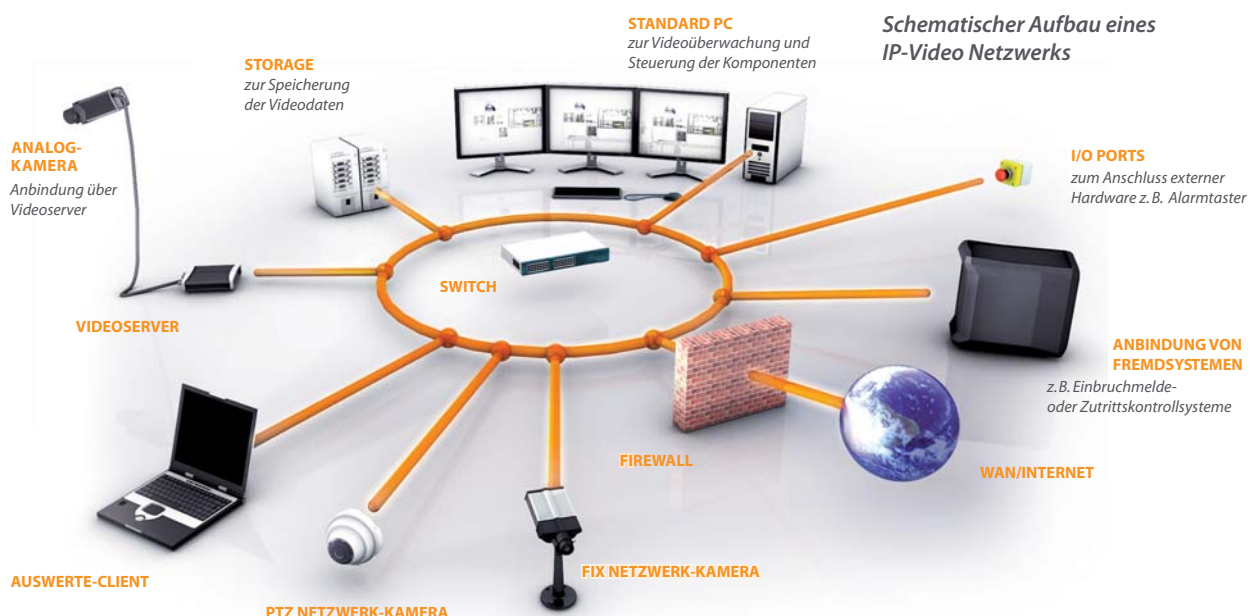 Schematischer Aufbau eines
IP-Video Netzwerks
STANDARD PC
zur Videoüberwachung und
Steuerung der Komponenten
STORAGE
zur Speicherung
der Videodaten
ANALOG-
KAMERA
Anbindung über
Videoserver
I/O PORTS
zum Anschluss externer
Hardware z.B. Alarmtaster
SWITCH
VIDEOSERVER
ANBINDUNG VON
FREMDSYSTEMEN
z.B. Einbruchmelde-
oder Zutrittskontrollsysteme
FIREWALL
WAN/INTERNET
AUSWERTE-CLIENT
FIX NETZWERK-KAMERA
PTZ NETZWERK-KAMERA